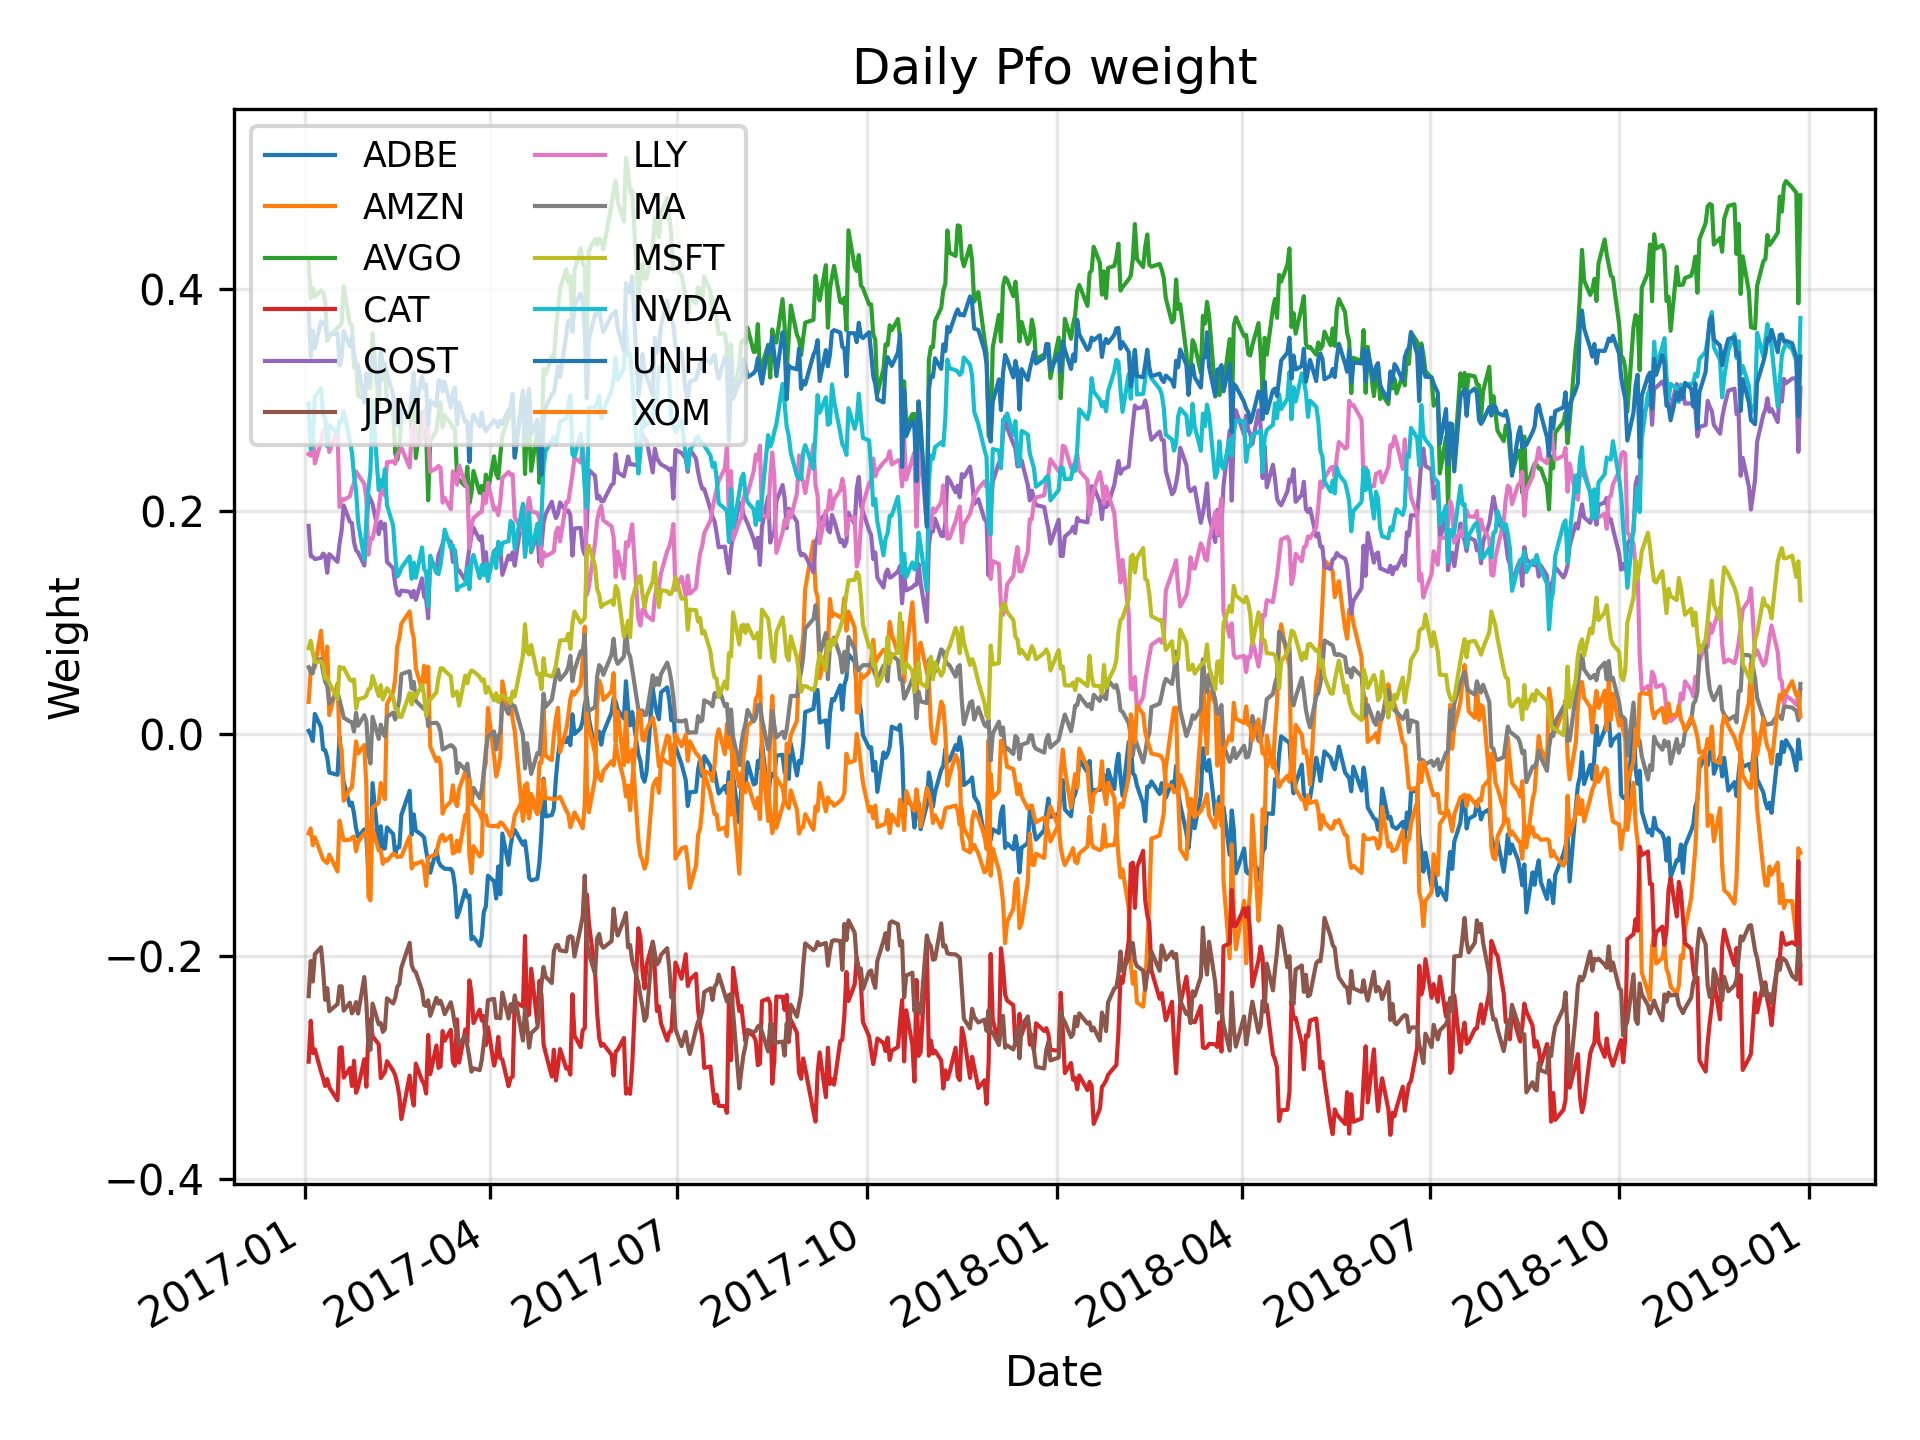 Daily Pfo weight
ADBE
AMZN
AVGO
CAT
COST
JPM
LLY
MA
MSFT
NVDA
UNH
XOM
Weight
0.4
0.2
0.0
−0.2
−0.4
2017-01
2017-04
2017-07
2017-10
2018-01
2018-04
2018-07
2018-10
2019-01
Date